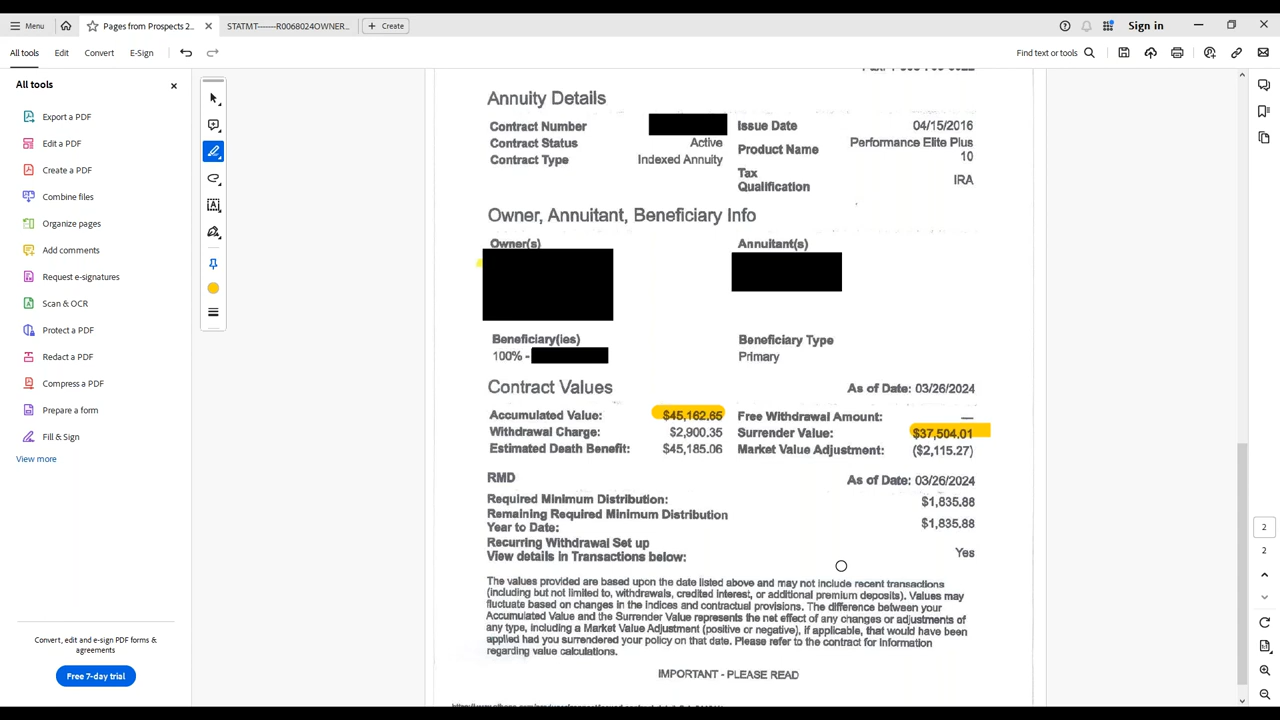 Menu
Pages from Prospects 2...
STATMT-------R0068024OWNER...
Create
Sign in
All tools
Edit
Convert
E-Sign
Find text or tools
All tools
Export a PDF
Edit a PDF
Create a PDF
Combine files
Organize pages
Add comments
Request e-signatures
Scan & OCR
Protect a PDF
Redact a PDF
Compress a PDF
Prepare a form
Fill & Sign
View more
Convert, edit and e-sign PDF forms &
agreements
Free 7-day trial
Annuity Details
Contract Number
Issue Date 04/15/2016
Contract Status Active
Product Name Performance Elite Plus
10
Contract Type Indexed Annuity
Tax
Qualification IRA
Owner, Annuitant, Beneficiary Info
Owner(s) Annuitant(s)
Beneficiary(ies) Beneficiary Type
100% - Primary
Contract Values As of Date: 03/26/2024
Accumulated Value: $45,162.65 Free Withdrawal Amount: —
Withdrawal Charge: $2,900.35 Surrender Value: $37,504.01
Estimated Death Benefit: $45,185.06 Market Value Adjustment: ($2,115.27)
RMD As of Date: 03/26/2024
Required Minimum Distribution: $1,835.88
Remaining Required Minimum Distribution
Year to Date: $1,835.88
Recurring Withdrawal Set up
View details in Transactions below: Yes
The values provided are based upon the date listed above and may not include recent transactions
(including but not limited to, withdrawals, credited interest, or additional premium deposits). Values may
fluctuate based on changes in the indices and contractual provisions. The difference between your
Accumulated Value and the Surrender Value represents the net effect of any changes or adjustments of
any type, including a Market Value Adjustment (positive or negative), if applicable, that would have been
applied had you surrendered your policy on that date. Please refer to the contract for information
regarding value calculations.
IMPORTANT - PLEASE READ
2
2